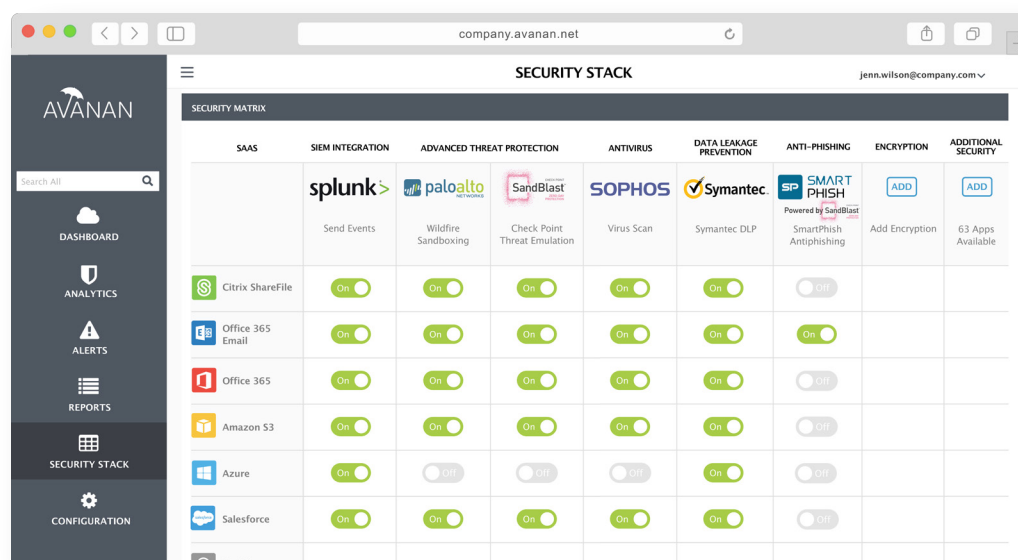 company.avanan.net
AVANAN
SECURITY STACK
jenn.wilson@company.com
SECURITY MATRIX
Search All
DASHBOARD
ANALYTICS
ALERTS
REPORTS
SECURITY STACK
CONFIGURATION
SAAS
SIEM INTEGRATION
ADVANCED THREAT PROTECTION
ANTIVIRUS
DATA LEAKAGE
PREVENTION
ANTI-PHISHING
ENCRYPTION
ADDITIONAL
SECURITY
splunk>
paloalto
NETWORKS
SandBlast
SOPHOS
Symantec.
SP SMART
PHISH
Powered by SandBlast
ADD
ADD
Send Events
Wildfire
Sandboxing
Check Point
Threat Emulation
Virus Scan
Symantec DLP
SmartPhish
Antiphishing
Add Encryption
63 Apps
Available
Citrix ShareFile On On On On On Off
Office 365
Email On On On On On On
Office 365 On On On On On Off
Amazon S3 On On On On On Off
Azure On Off Off Off On Off
Salesforce On On On On On Off